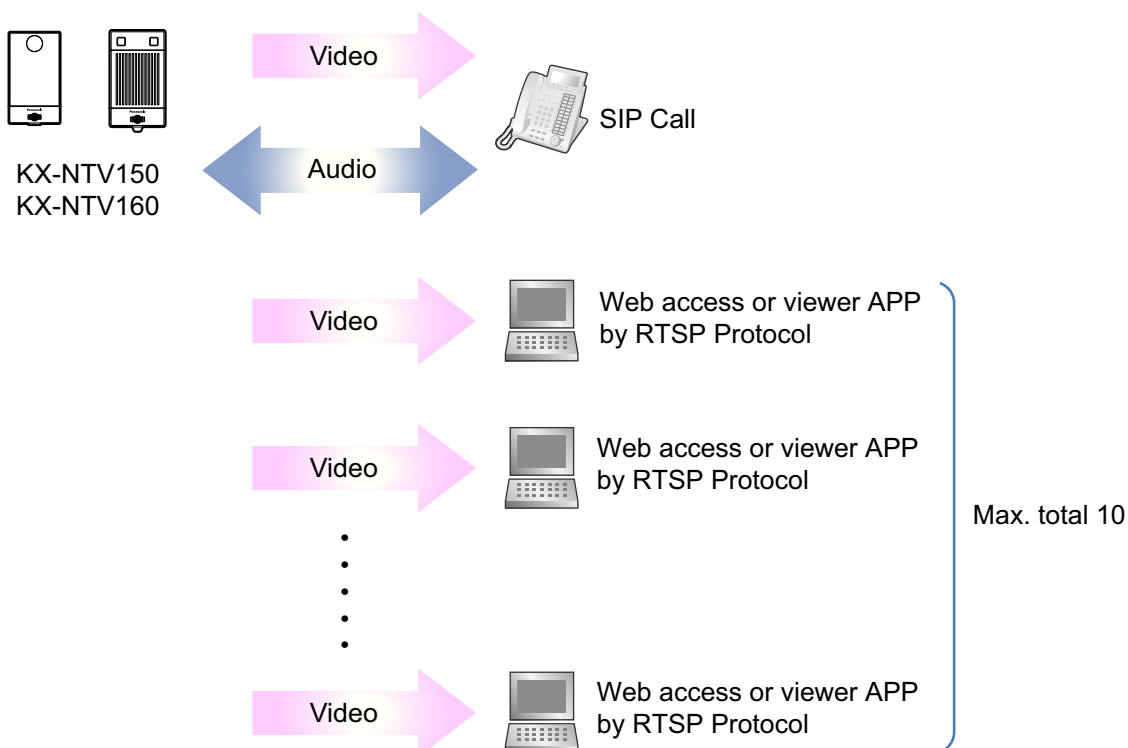 Video
Panasonic
Panasonic
SIP Call
Audio
KX-NTV150
KX-NTV160
Video
Web access or viewer APP
by RTSP Protocol
Video
Web access or viewer APP
by RTSP Protocol
Max. total 10
Video
Web access or viewer APP
by RTSP Protocol